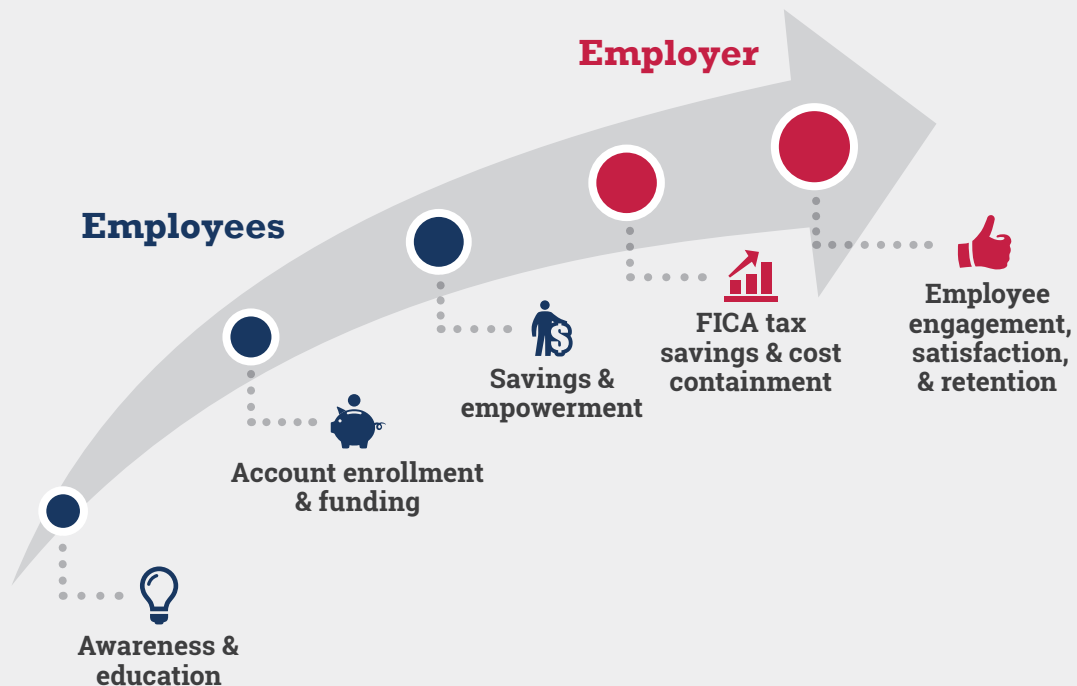 Employer
Employees
Employee
engagement,
satisfaction,
& retention
FICA tax
savings & cost
containment
Savings &
empowerment
Account enrollment
& funding
Awareness &
education